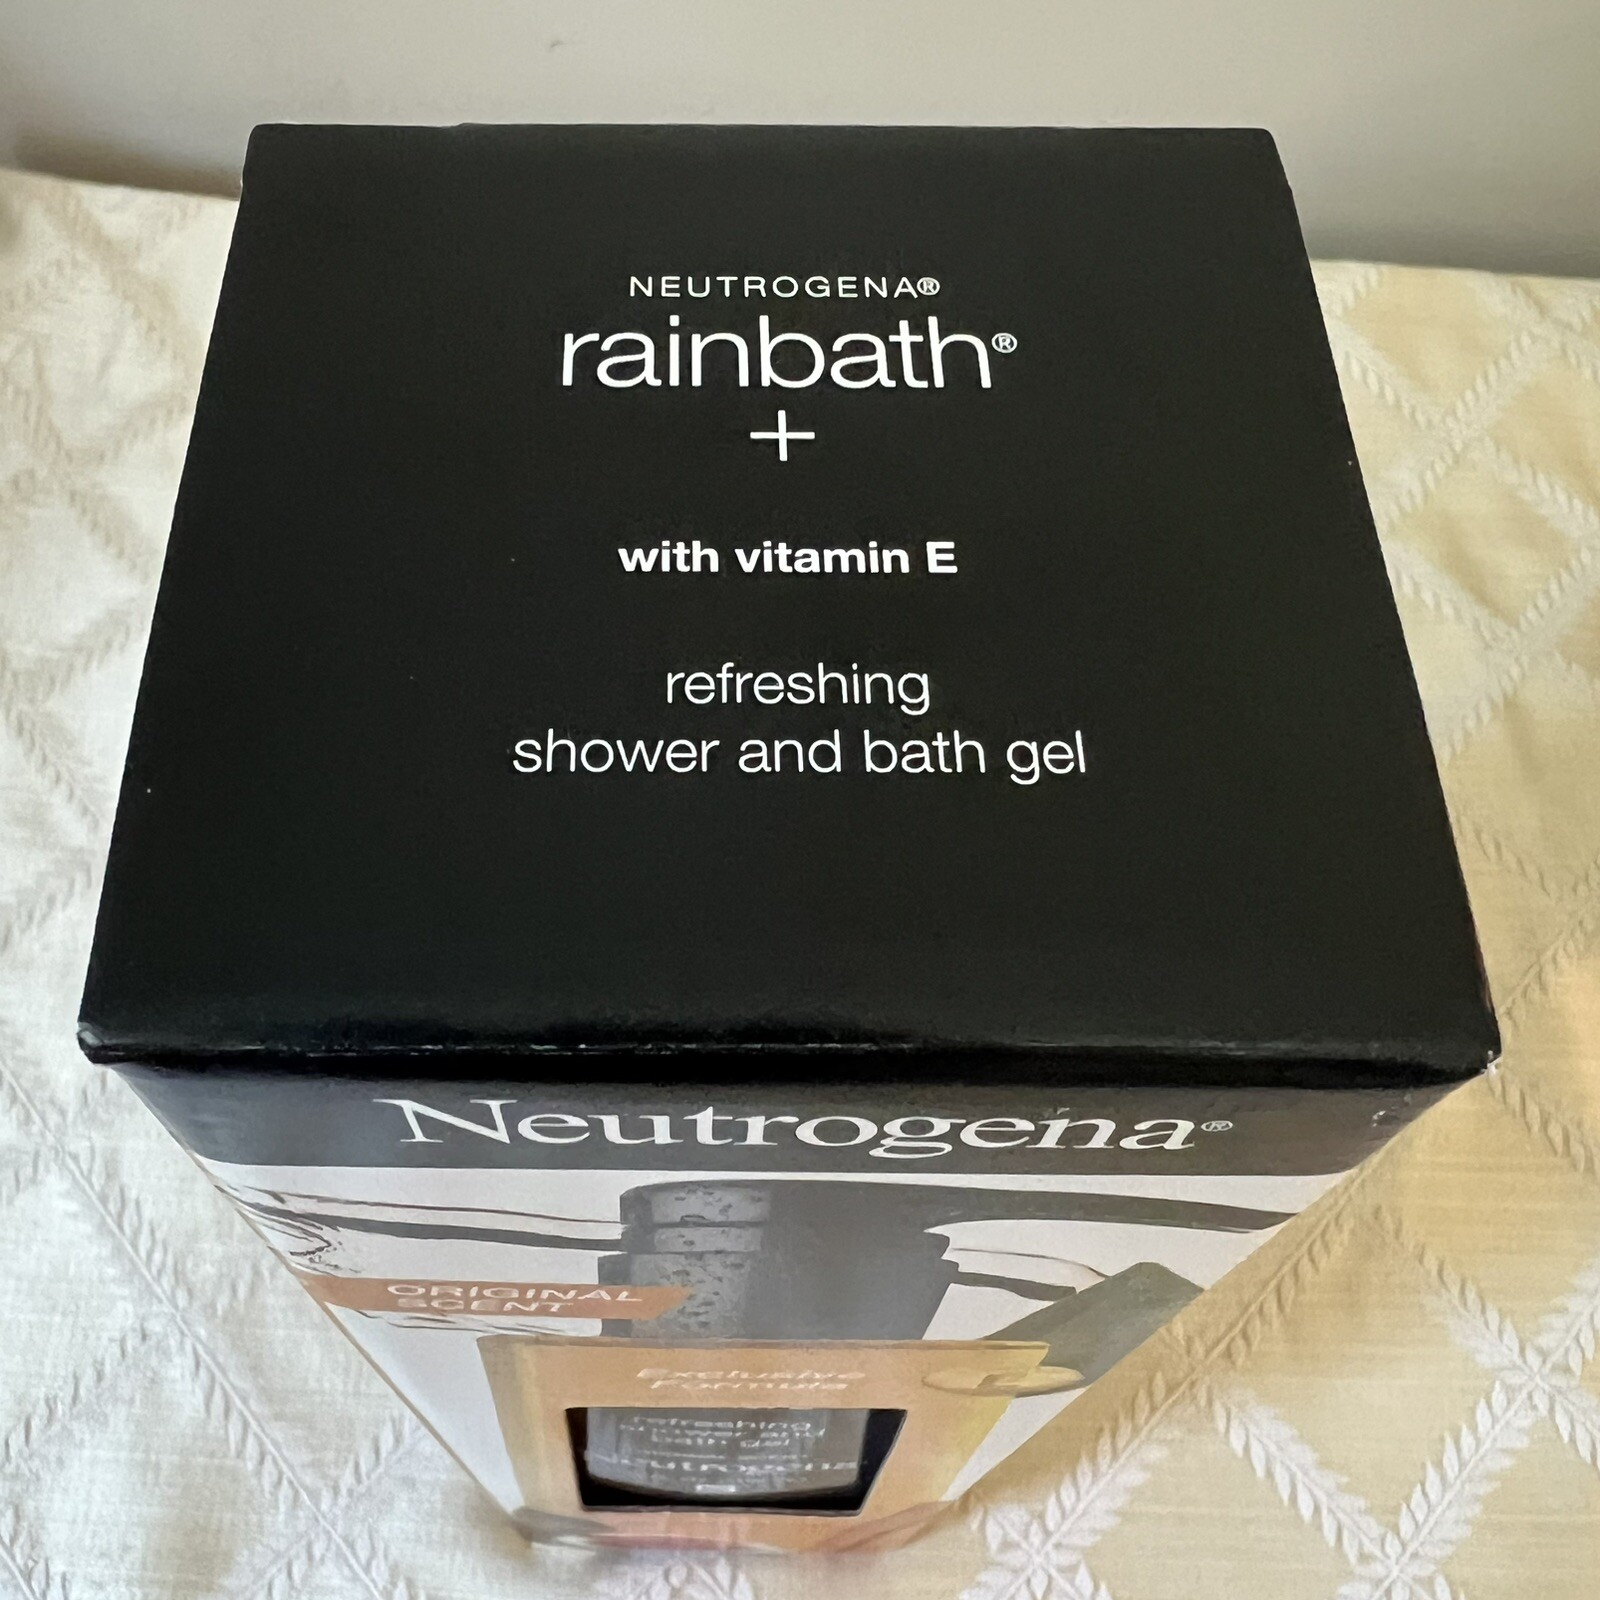 NEUTROGENA®
rainbath®
+
with vitamin E
refreshing
shower and bath gel
Neutrogena®
ORIGINAL
SCENT
Exclusive
Formula
refreshing
shower and
bath gel
Neutrogena